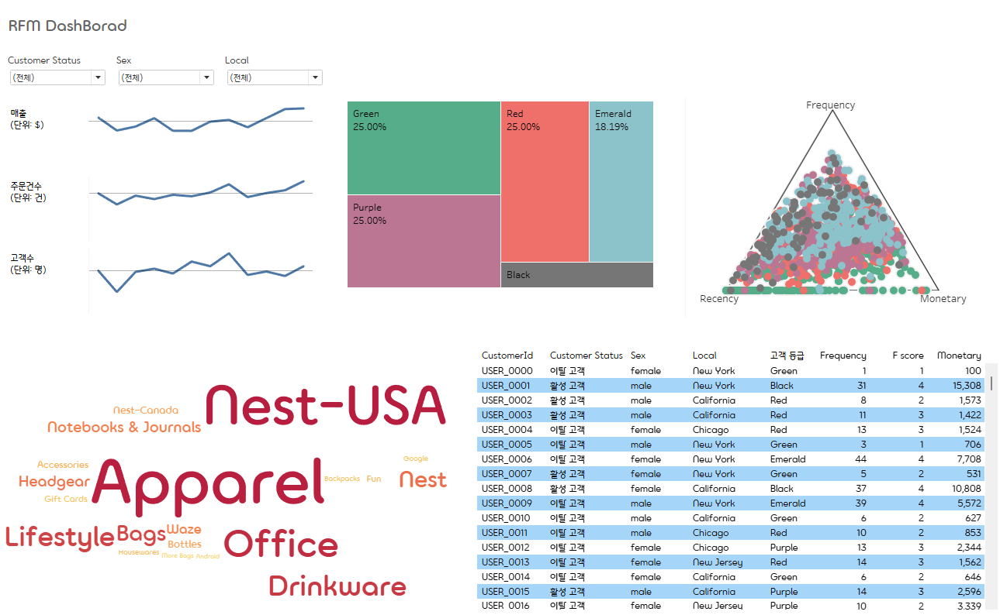 RFM DashBorad
Customer Status Sex Local
(전체) (전체) (전체)
매출
(단위: $)
주문건수
(단위: 건)
고객수
(단위: 명)
Green
25.00%
Purple
25.00%
Red
25.00%
Emerald
18.19%
Black
Frequency
Recency
Monetary
Nest-USA
Nest-Canada
Notebooks & Journals
Accessories
Headgear
Gift Cards
Apparel
Backpacks
Fun
Google
Nest
Lifestyle
Bags
Waze
Bottles
Housewares
More Bags
Android
Office
Drinkware
CustomerId Customer Status Sex Local 고객 등급 Frequency F score Monetary
USER_0000 이탈 고객 female New York Green 1 1 100
USER_0001 활성 고객 male New York Black 31 4 15,308
USER_0002 이탈 고객 male California Red 8 2 1,573
USER_0003 활성 고객 male California Red 11 3 1,422
USER_0004 이탈 고객 female Chicago Red 13 3 1,524
USER_0005 이탈 고객 male New York Green 3 1 706
USER_0006 이탈 고객 female New York Emerald 44 4 7,708
USER_0007 활성 고객 female New York Green 5 2 531
USER_0008 활성 고객 female California Black 37 4 10,808
USER_0009 이탈 고객 male New York Emerald 39 4 5,572
USER_0010 이탈 고객 male California Green 6 2 627
USER_0011 이탈 고객 male Chicago Red 10 2 853
USER_0012 이탈 고객 female Chicago Purple 13 3 2,344
USER_0013 이탈 고객 female New Jersey Red 14 3 1,562
USER_0014 이탈 고객 female California Green 6 2 646
USER_0015 활성 고객 male California Purple 14 3 2,596
USER_0016 이탈 고객 female New Jersey Purple 10 2 3,339